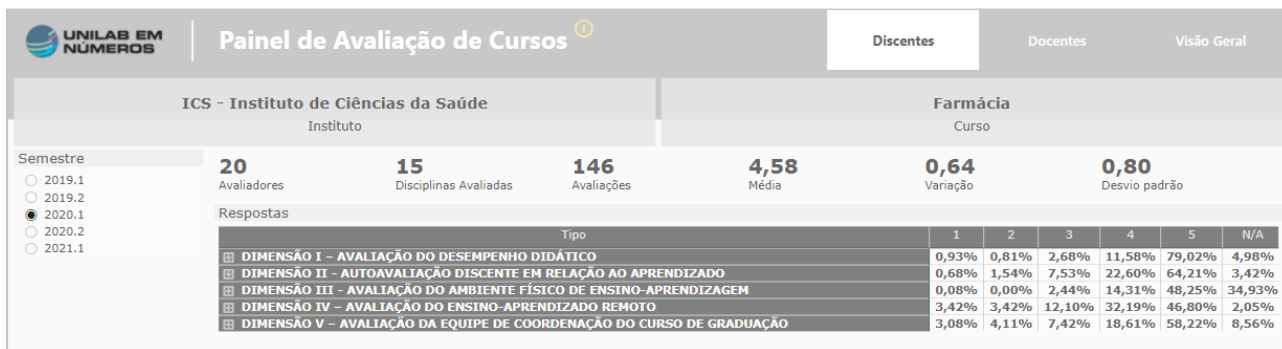 UNILAB EM NÚMEROS
Painel de Avaliação de Cursos
Discentes Docentes Visão Geral
ICS - Instituto de Ciências da Saúde
Instituto
Farmácia
Curso
Semestre
2019.1
2019.2
2020.1
2020.2
2021.1
20 15 146 4,58 0,64 0,80
Avaliadores Disciplinas Avaliadas Avaliações Média Variação Desvio padrão
Respostas
Tipo 1 2 3 4 5 N/A
DIMENSÃO I – AVALIAÇÃO DO DESEMPENHO DIDÁTICO 0,93% 0,81% 2,68% 11,58% 79,02% 4,98%
DIMENSÃO II - AUTOAVALIAÇÃO DISCENTE EM RELAÇÃO AO APRENDIZADO 0,68% 1,54% 7,53% 22,60% 64,21% 3,42%
DIMENSÃO III - AVALIAÇÃO DO AMBIENTE FÍSICO DE ENSINO-APRENDIZAGEM 0,08% 0,00% 2,44% 14,31% 48,25% 34,93%
DIMENSÃO IV – AVALIAÇÃO DO ENSINO-APRENDIZADO REMOTO 3,42% 3,42% 12,10% 32,19% 46,80% 2,05%
DIMENSÃO V – AVALIAÇÃO DA EQUIPE DE COORDENAÇÃO DO CURSO DE GRADUAÇÃO 3,08% 4,11% 7,42% 18,61% 58,22% 8,56%